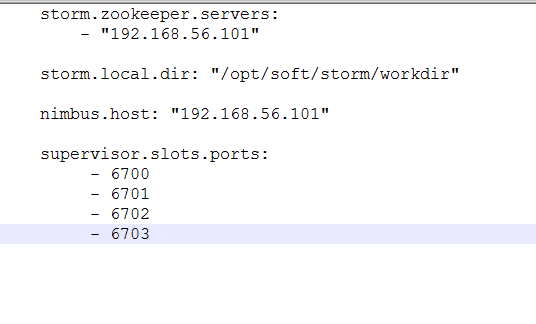 storm.zookeeper.servers:
- "192.168.56.101"
storm.local.dir: "/opt/soft/storm/workdir"
nimbus.host: "192.168.56.101"
supervisor.slots.ports:
- 6700
- 6701
- 6702
- 6703